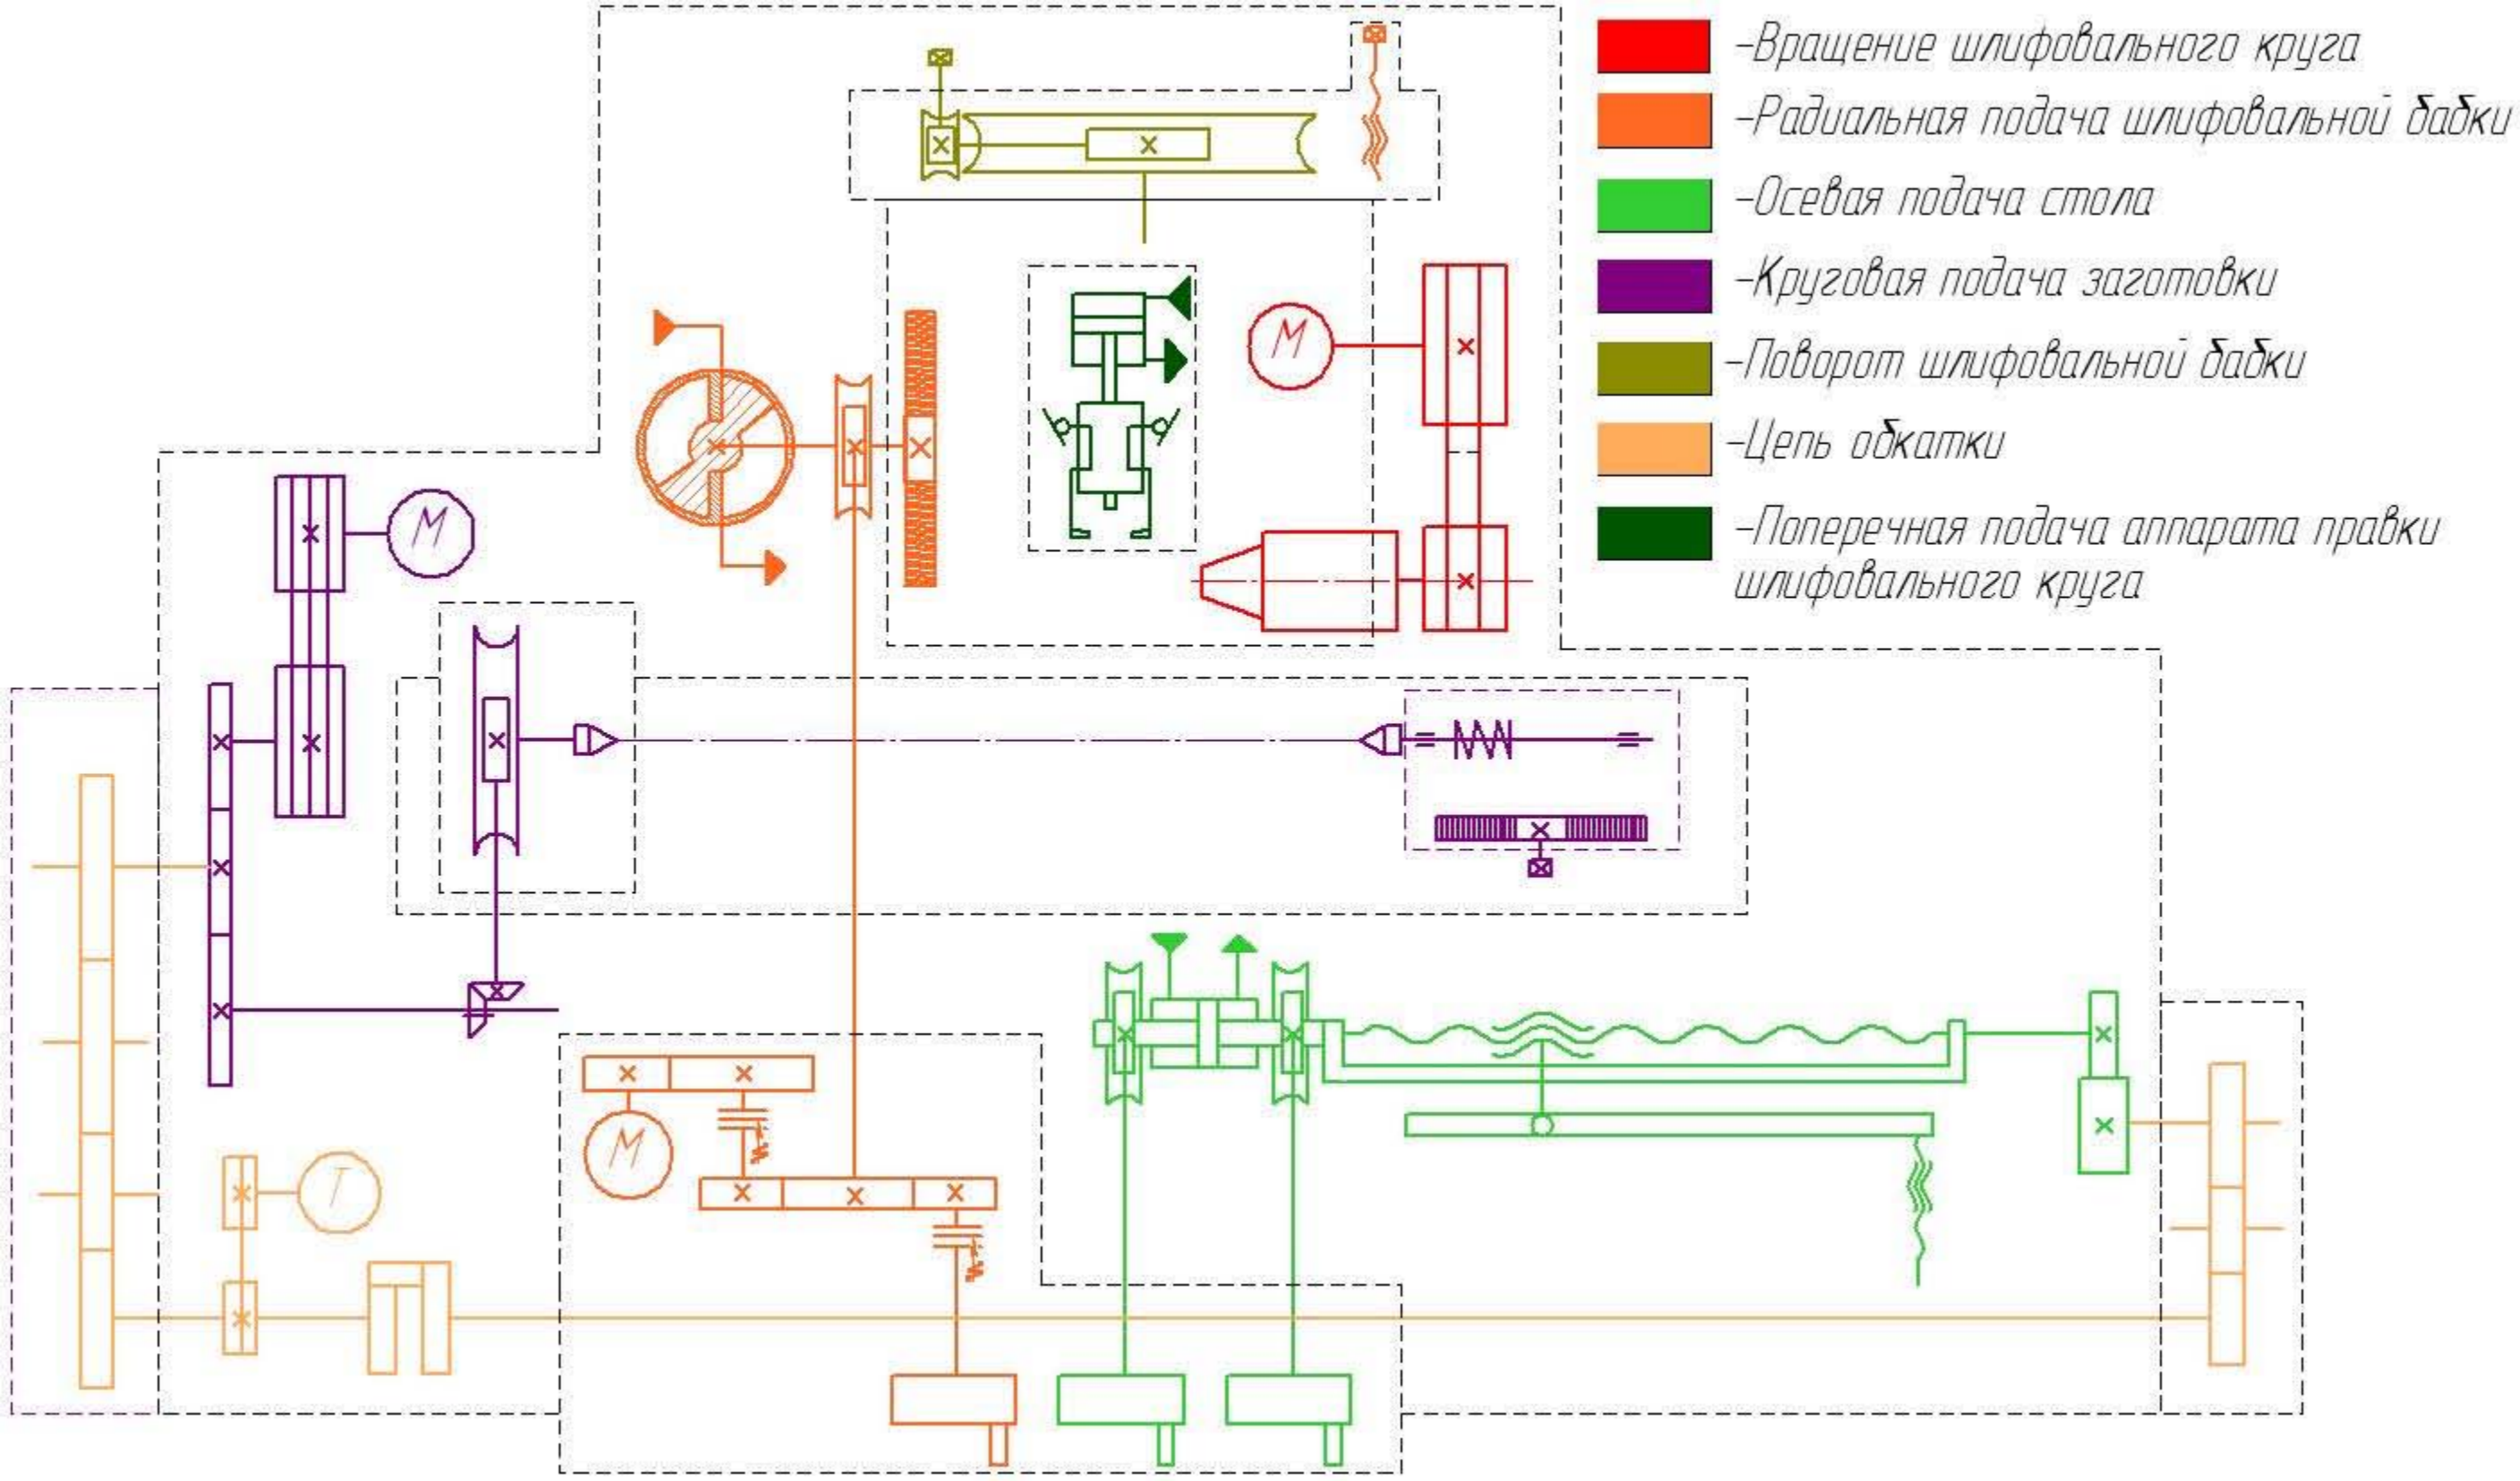 М
М
М
Т
-Вращение шлифовального круга
-Радиальная подача шлифовальной бабки
-Осевая подача стола
-Круговая подача заготовки
-Поворот шлифовальной бабки
-Цепь обкатки
-Поперечная подача аппарата правки
шлифовального круга